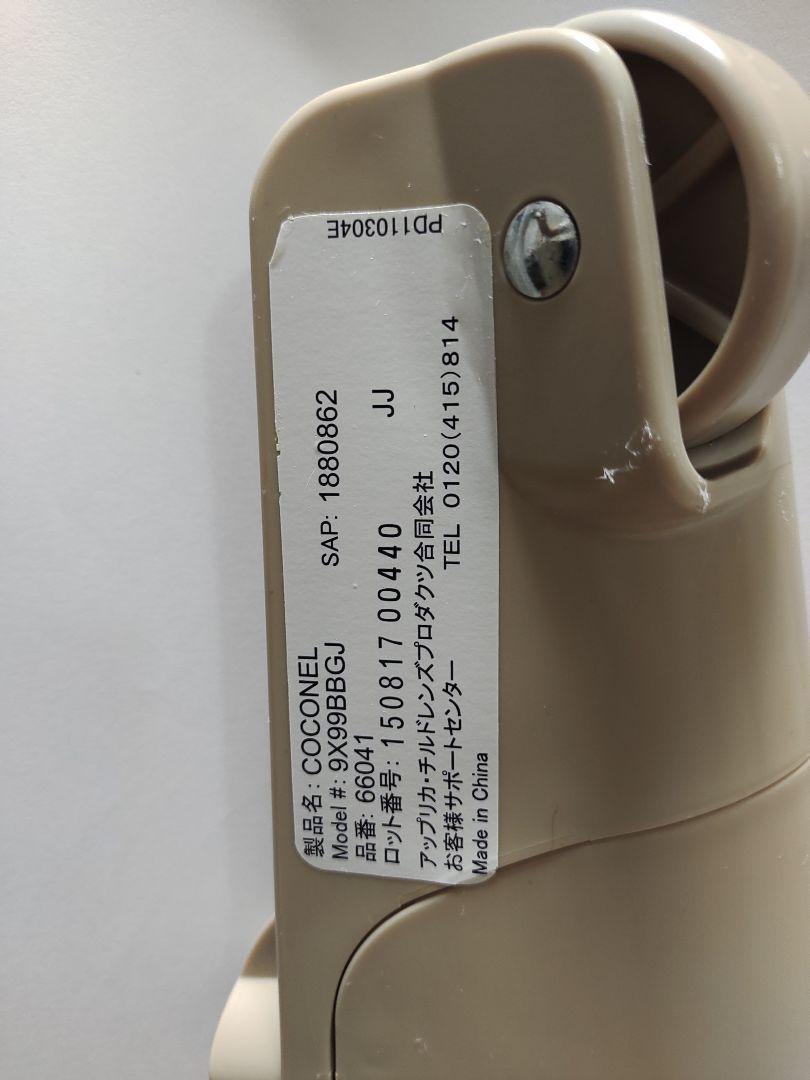 製品名: COCONEL SAP: 1880862
Model #: 9X99BBGJ
品番: 66041 JJ
ロット番号: 150817 00440
アップリカ・チルドレンズプロダクツ合同会社
お客様サポートセンター TEL 0120(415)814
Made in China
PD110304E